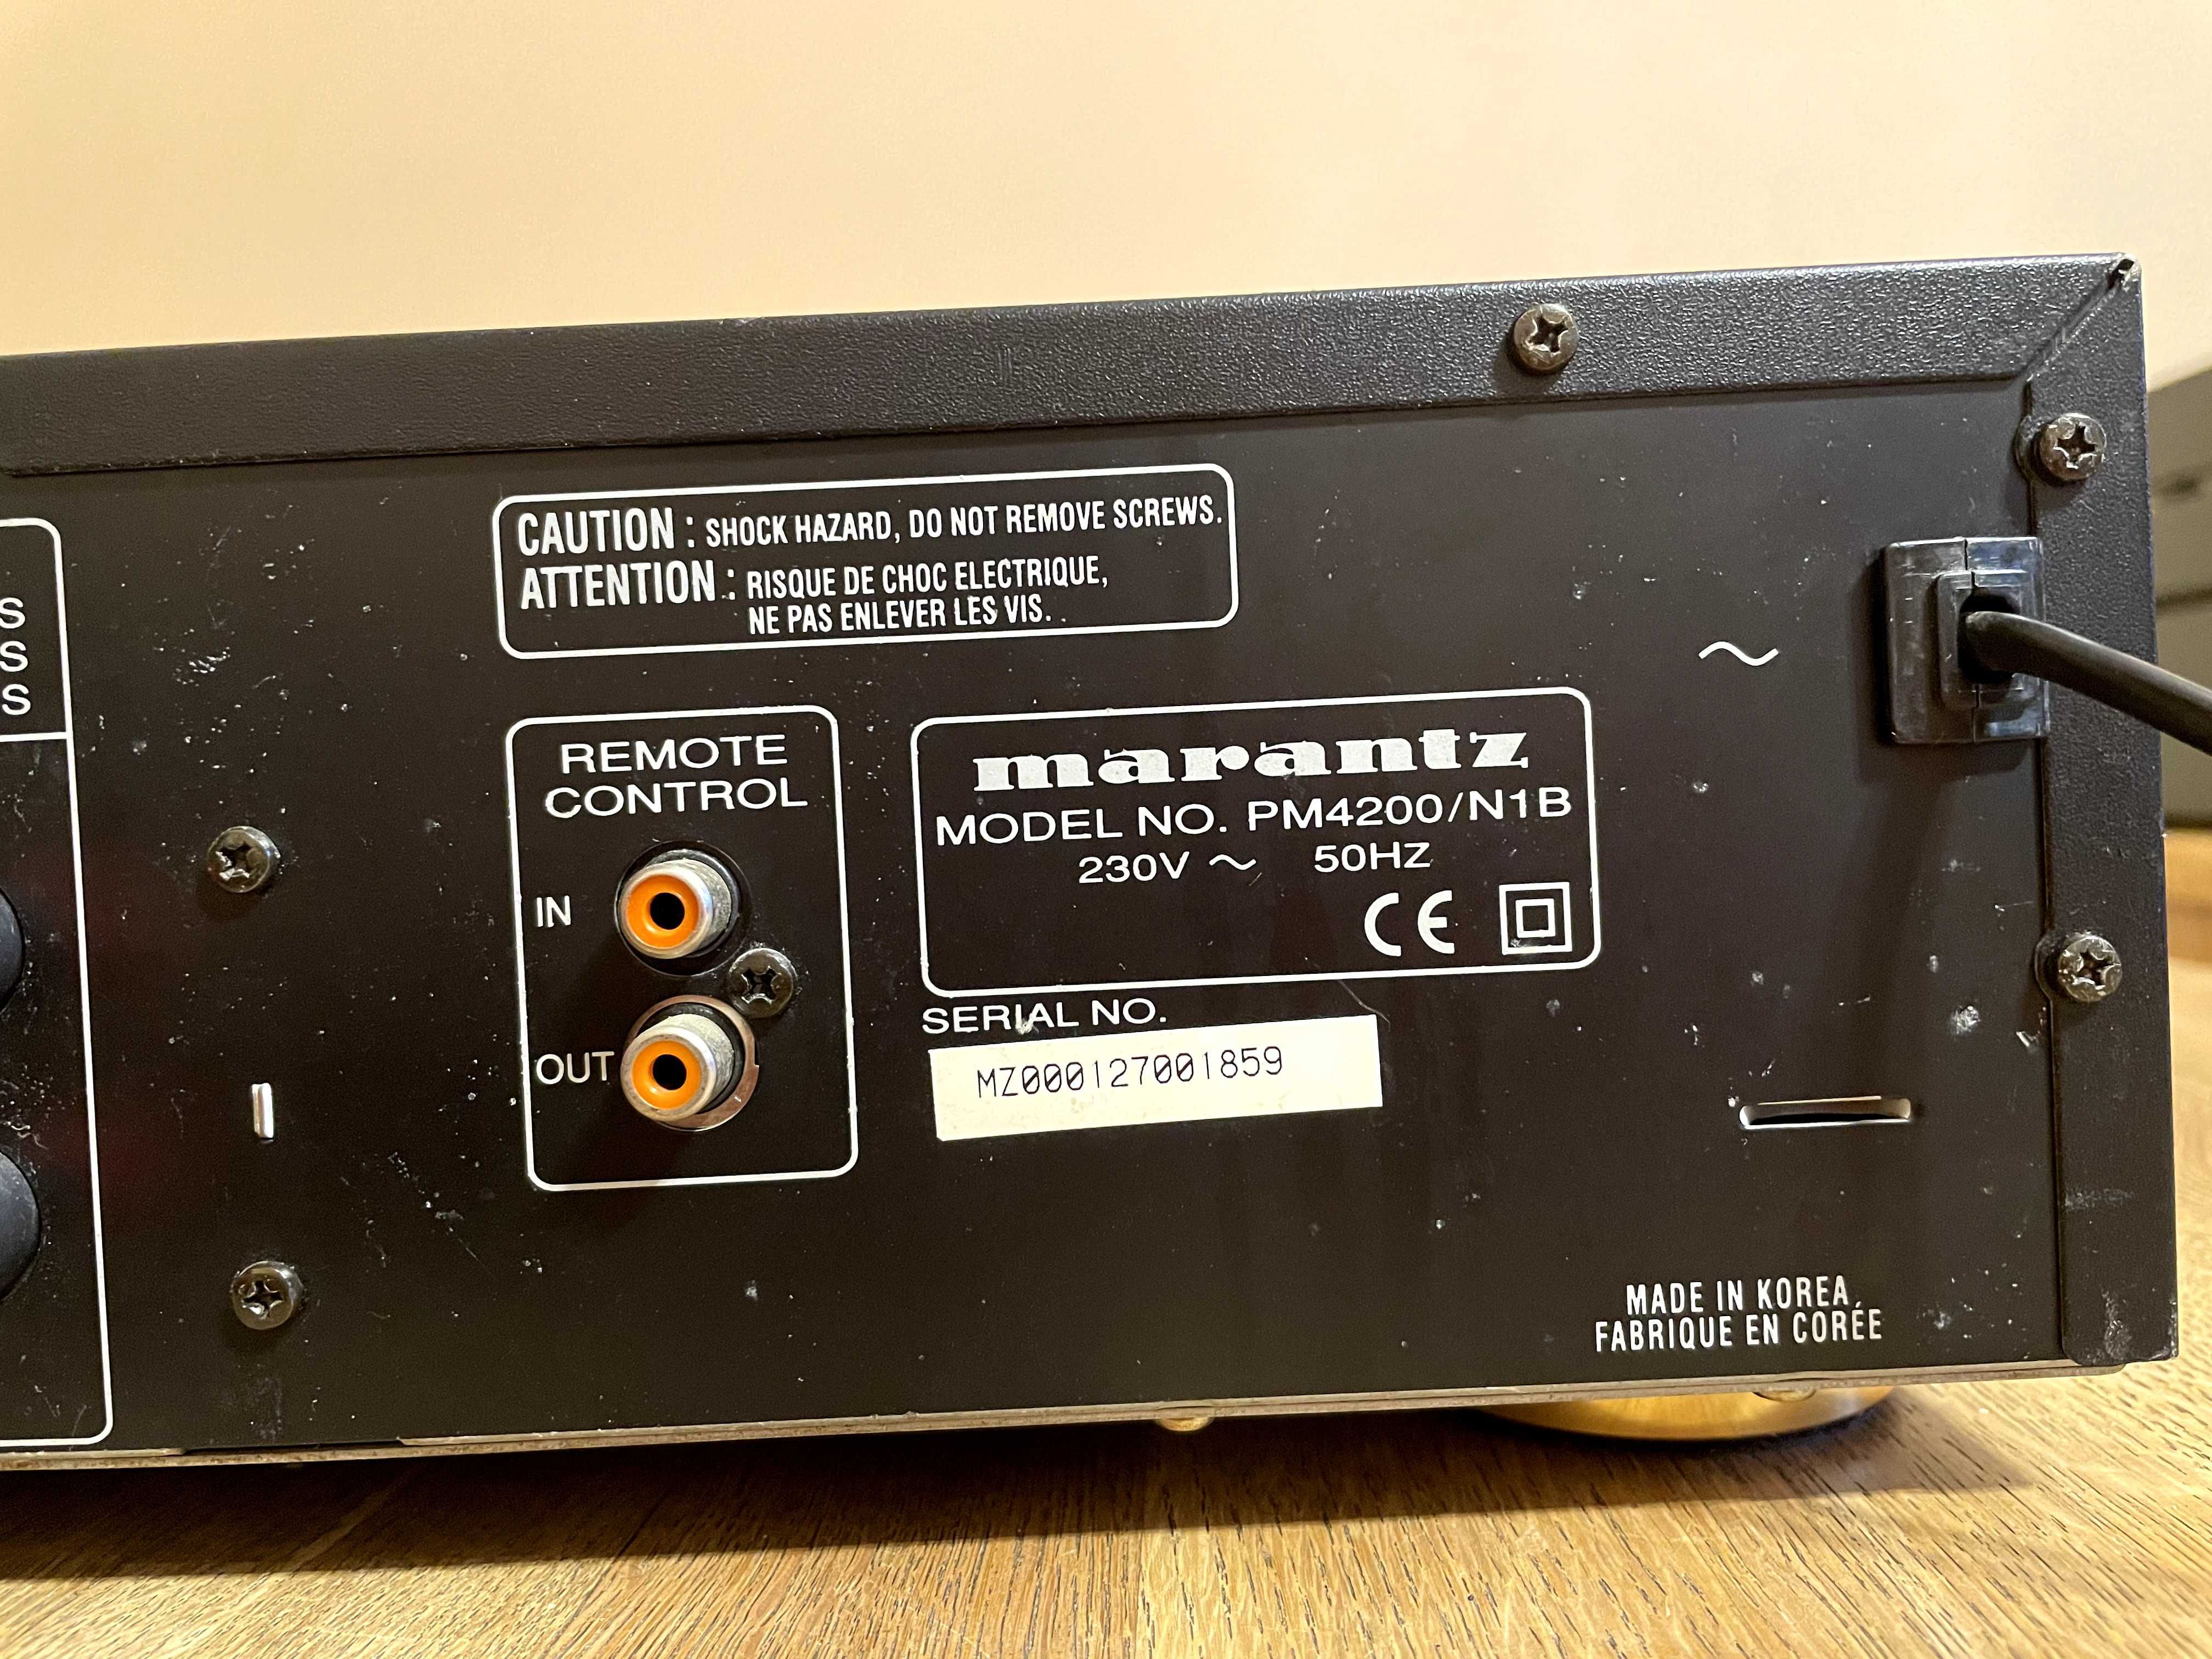 S
S
S
CAUTION : SHOCK HAZARD, DO NOT REMOVE SCREWS.
ATTENTION : RISQUE DE CHOC ELECTRIQUE,
NE PAS ENLEVER LES VIS.
REMOTE
CONTROL
IN
OUT
marantz
MODEL NO. PM4200/N1B
230V ~ 50HZ
CE
SERIAL NO.
MZ000127001859
~
MADE IN KOREA
FABRIQUE EN CORÉE